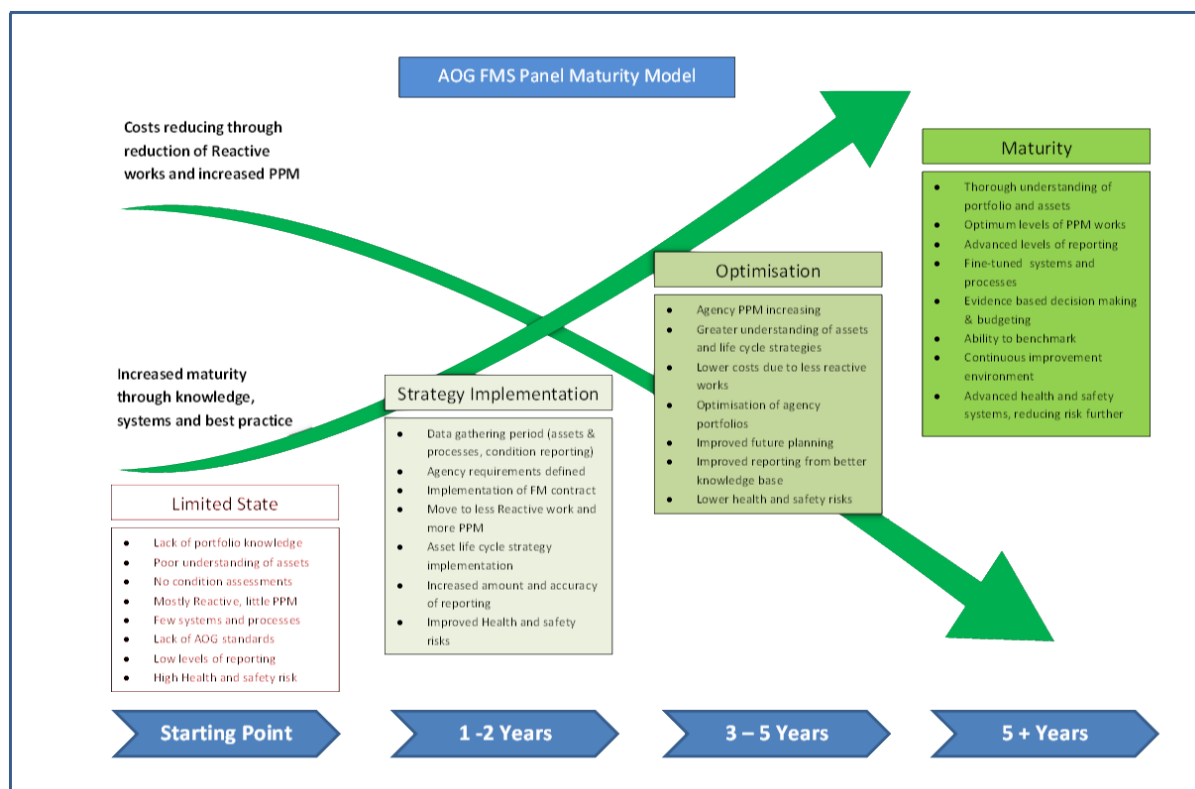 AOG FMS Panel Maturity Model
Costs reducing through
reduction of Reactive
works and increased PPM
Increased maturity
through knowledge,
systems and best practice
Limited State
● Lack of portfolio knowledge
● Poor understanding of assets
● No condition assessments
● Mostly Reactive, little PPM
● Few systems and processes
● Lack of AOG standards
● Low levels of reporting
● High Health and safety risk
Strategy Implementation
● Data gathering period (assets &
processes, condition reporting)
● Agency requirements defined
● Implementation of FM contract
● Move to less Reactive work and
more PPM
● Asset life cycle strategy
implementation
● Increased amount and accuracy
of reporting
● Improved Health and safety
risks
Optimisation
● Agency PPM increasing
● Greater understanding of assets
and life cycle strategies
● Lower costs due to less reactive
works
● Optimisation of agency
portfolios
● Improved future planning
● Improved reporting from better
knowledge base
● Lower health and safety risks
Maturity
● Thorough understanding of
portfolio and assets
● Optimum levels of PPM works
● Advanced levels of reporting
● Fine-tuned systems and
processes
● Evidence based decision making
& budgeting
● Ability to benchmark
● Continuous improvement
environment
● Advanced health and safety
systems, reducing risk further
Starting Point
1 -2 Years
3 – 5 Years
5 + Years